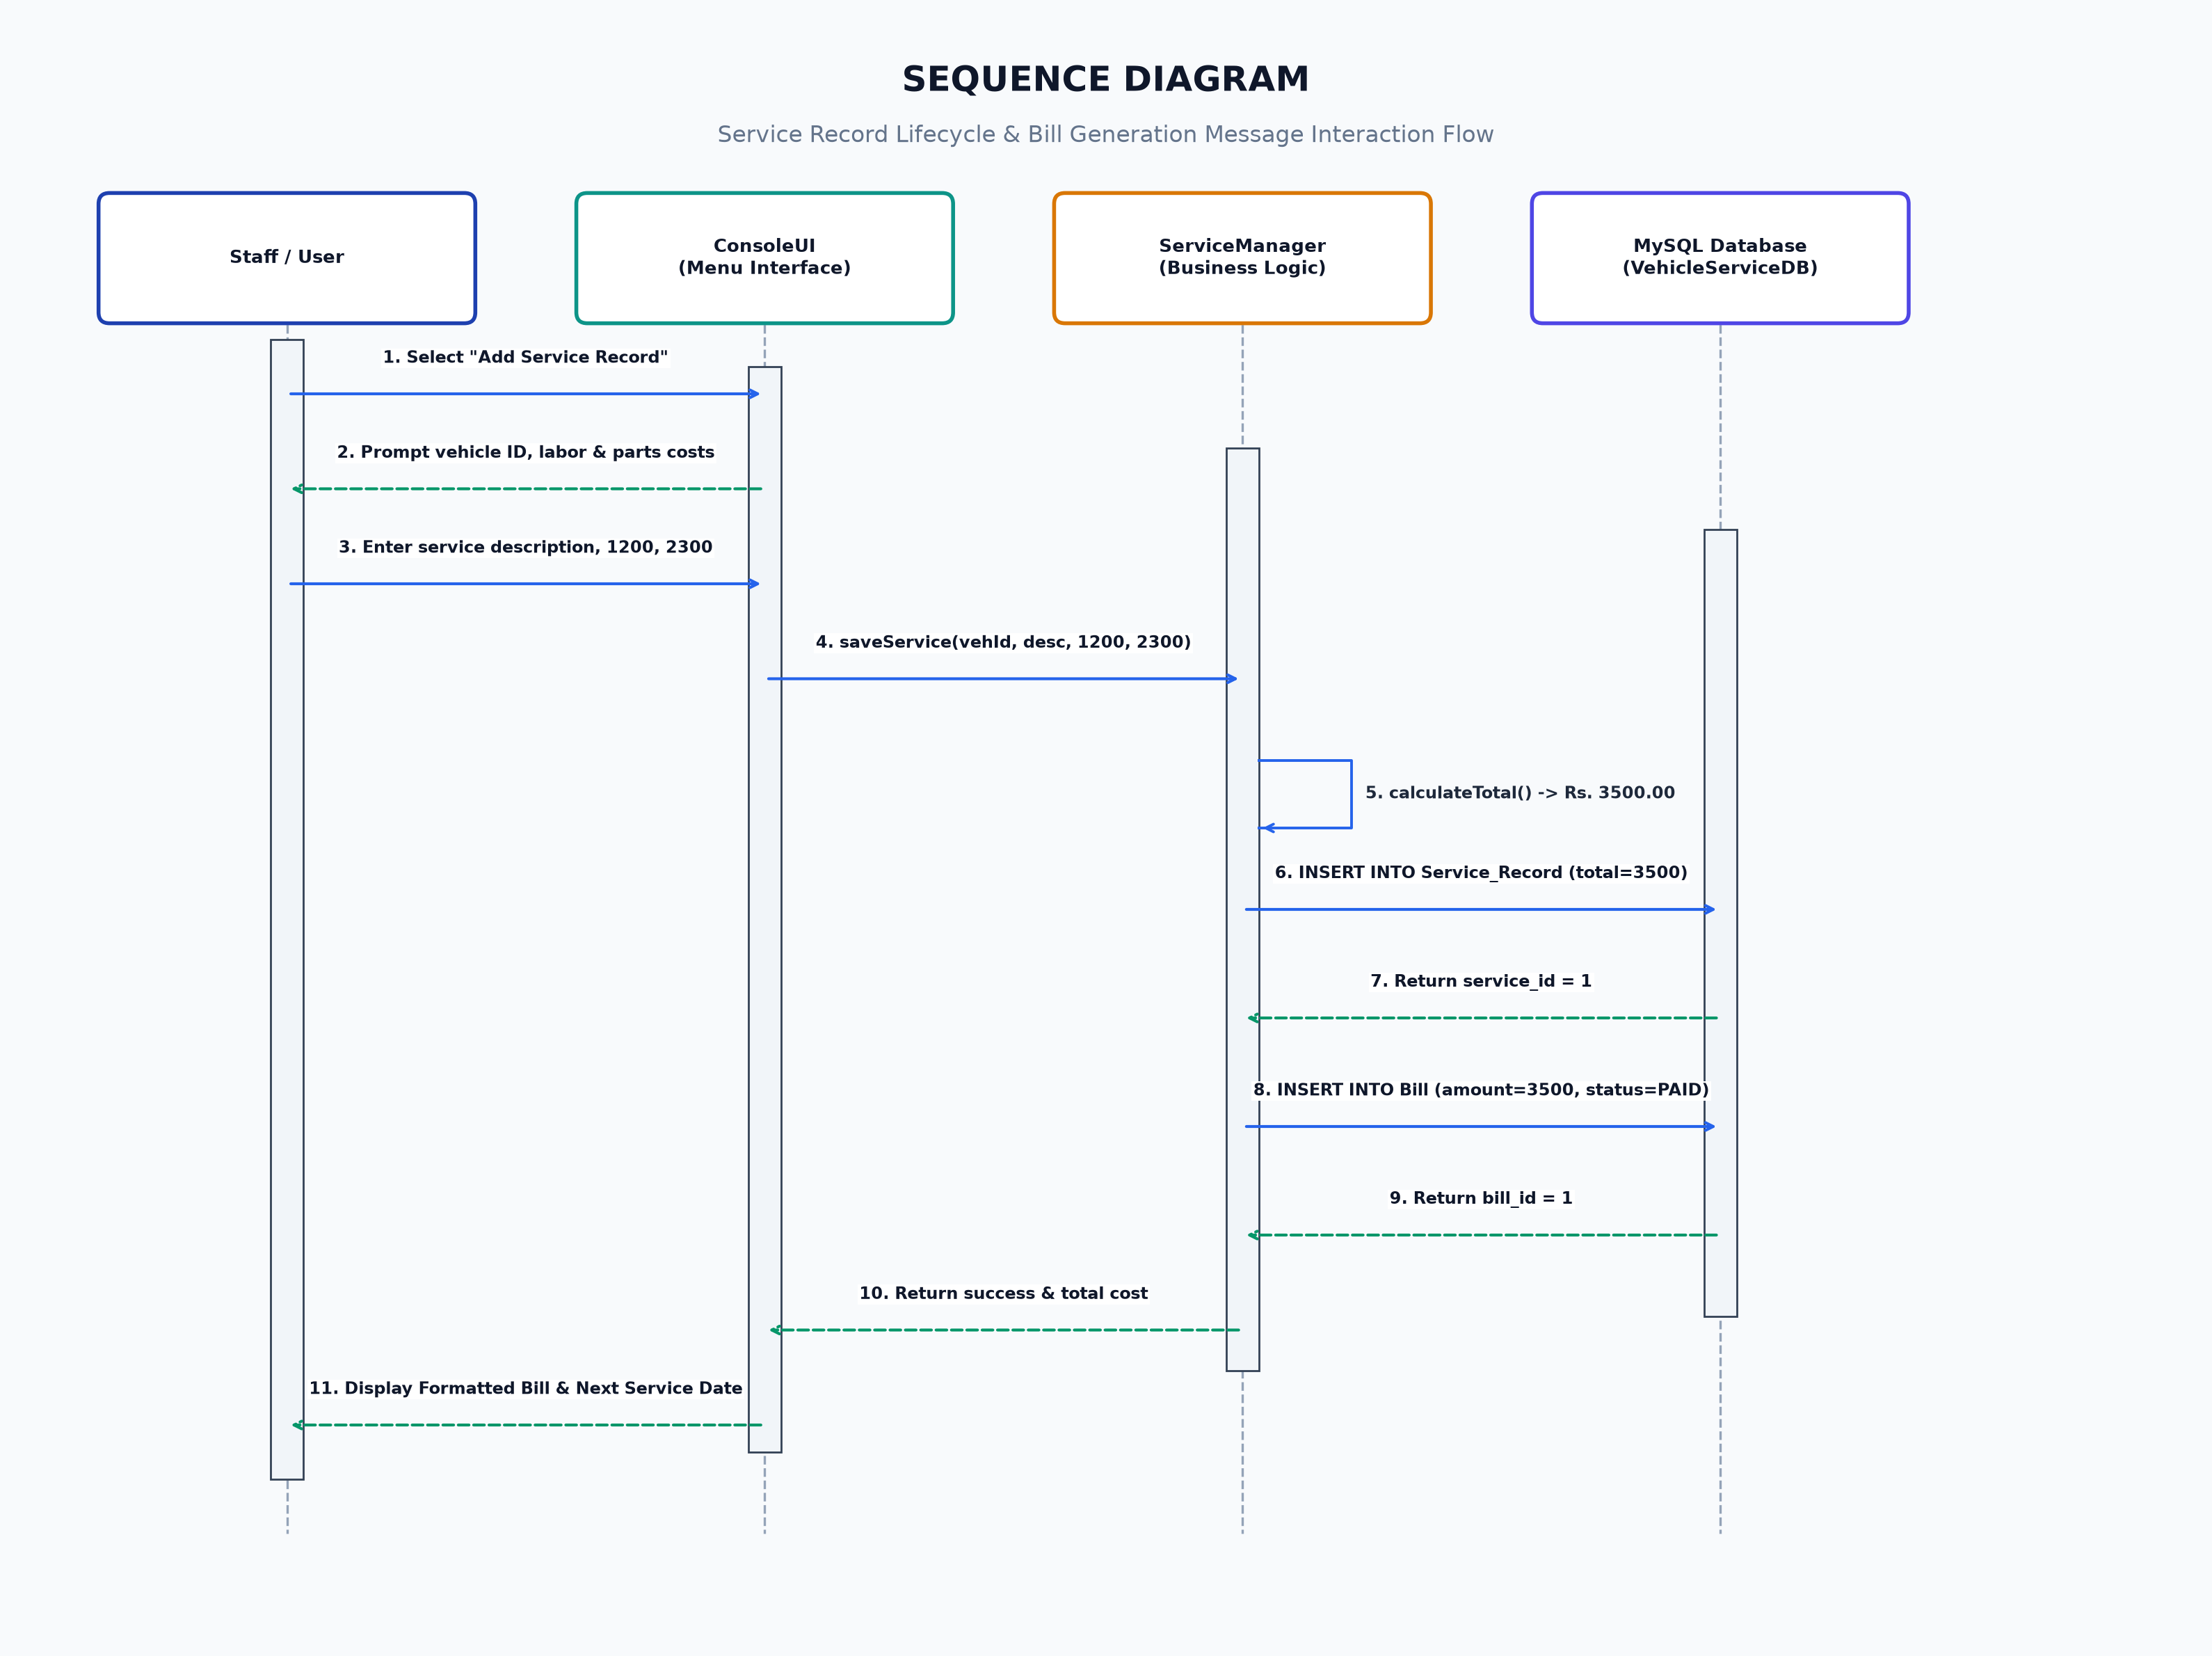 SEQUENCE DIAGRAM
Service Record Lifecycle & Bill Generation Message Interaction Flow
Staff / User
ConsoleUI
(Menu Interface)
ServiceManager
(Business Logic)
MySQL Database
(VehicleServiceDB)
1. Select "Add Service Record"
2. Prompt vehicle ID, labor & parts costs
3. Enter service description, 1200, 2300
4. saveService(vehId, desc, 1200, 2300)
5. calculateTotal() -> Rs. 3500.00
6. INSERT INTO Service_Record (total=3500)
7. Return service_id = 1
8. INSERT INTO Bill (amount=3500, status=PAID)
9. Return bill_id = 1
10. Return success & total cost
11. Display Formatted Bill & Next Service Date